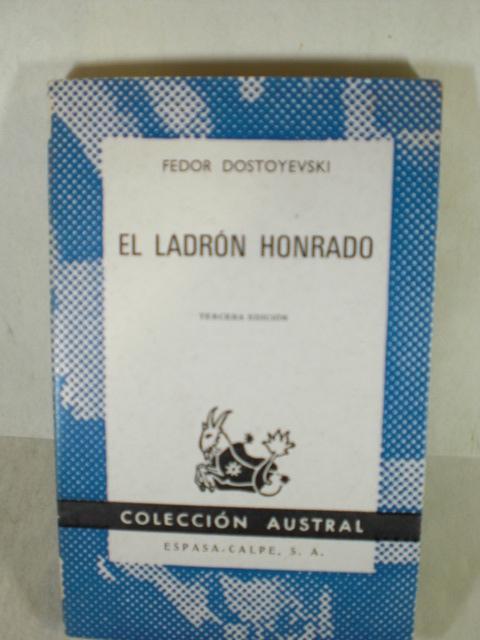 FEDOR DOSTOYEVSKI
EL LADRÓN HONRADO
TERCERA EDICIÓN
COLECCIÓN AUSTRAL
ESPASA-CALPE, S. A.